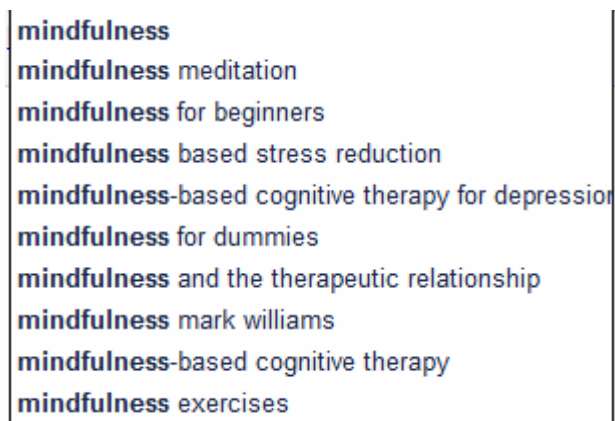 mindfulness
mindfulness meditation
mindfulness for beginners
mindfulness based stress reduction
mindfulness-based cognitive therapy for depression
mindfulness for dummies
mindfulness and the therapeutic relationship
mindfulness mark williams
mindfulness-based cognitive therapy
mindfulness exercises